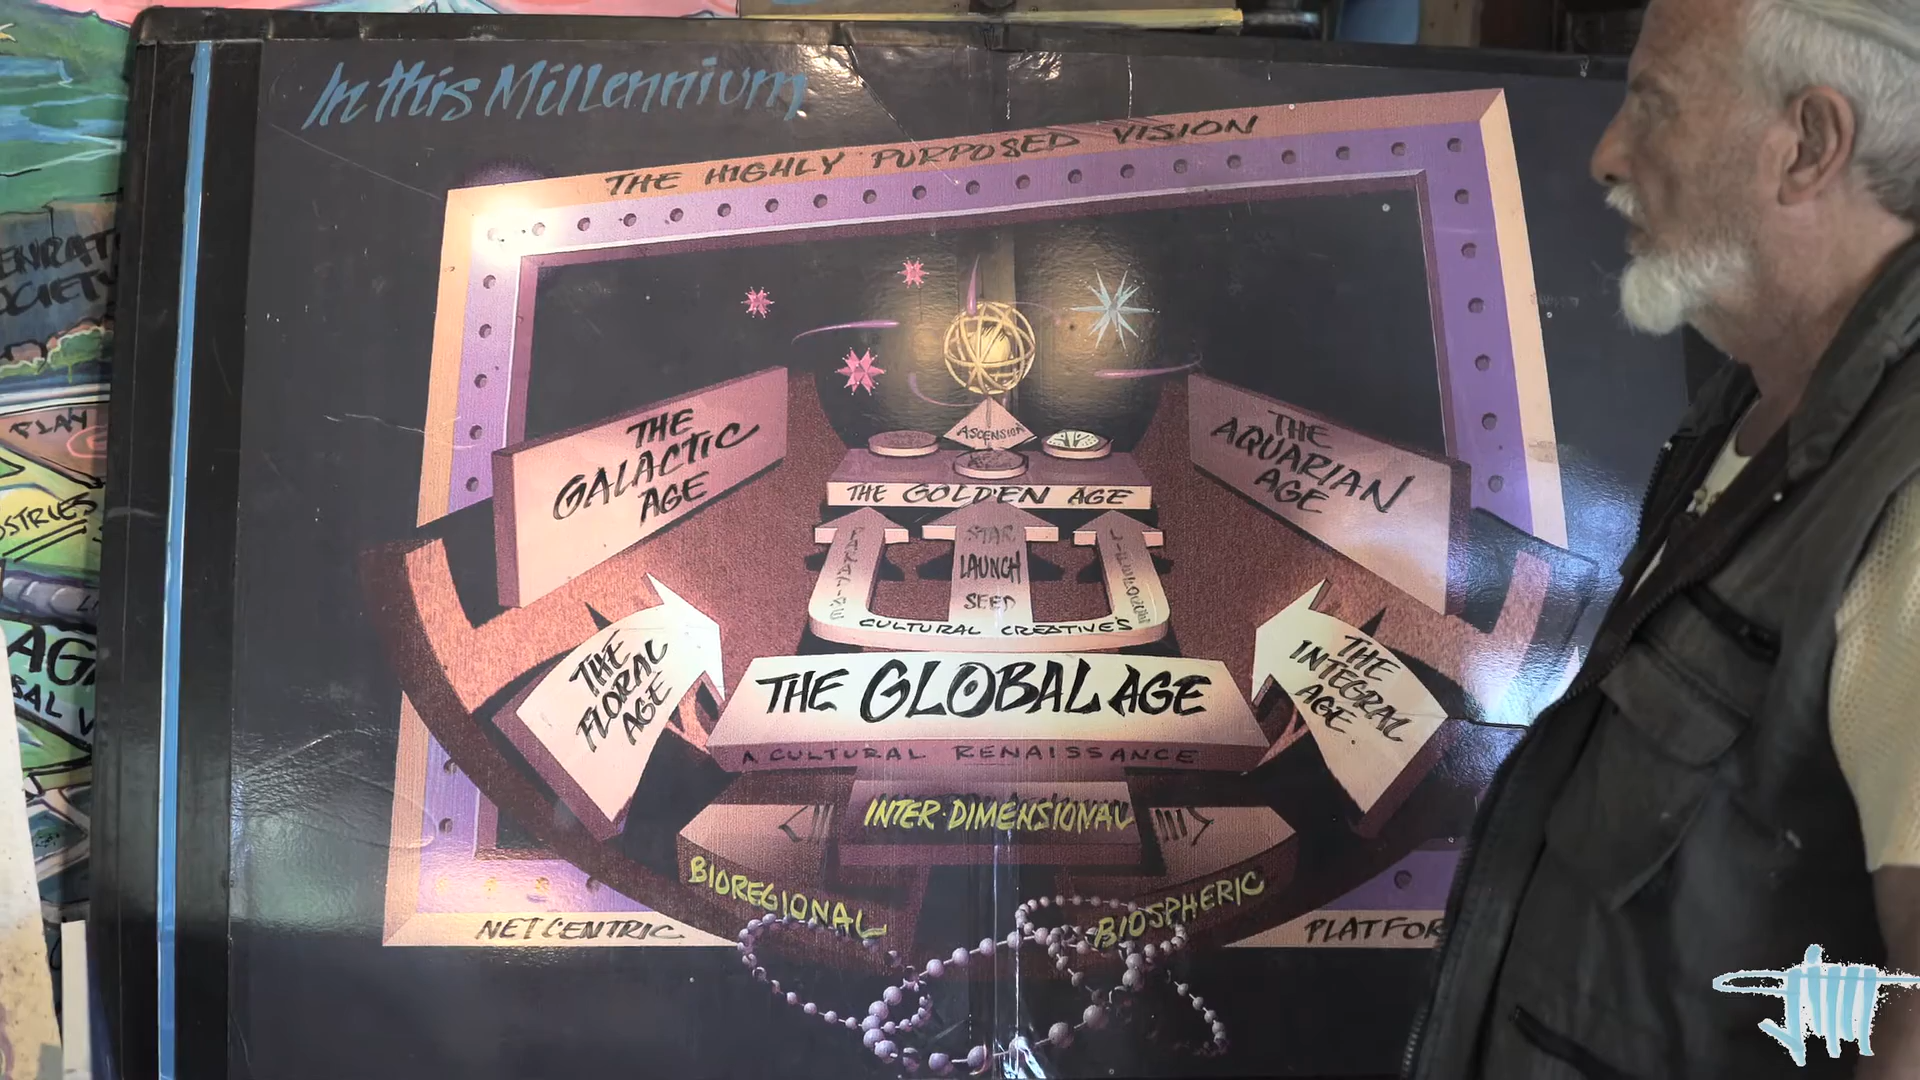 In this Millennium
THE HIGHLY PURPOSED VISION
THE
GALACTIC
AGE
THE
AQUARIAN
AGE
ASCENSION
THE GOLDEN AGE
STAR
LAUNCH
SEED
CULTURAL CREATIVES
THE
FLORAL
AGE
THE
INTEGRAL
AGE.
THE GLOBAL AGE
A CULTURAL RENAISSANCE
INTER·DIMENSIONAL
BIOREGIONAL
BIOSPHERIC
NETCENTRIC
PLATFOR
PLAY